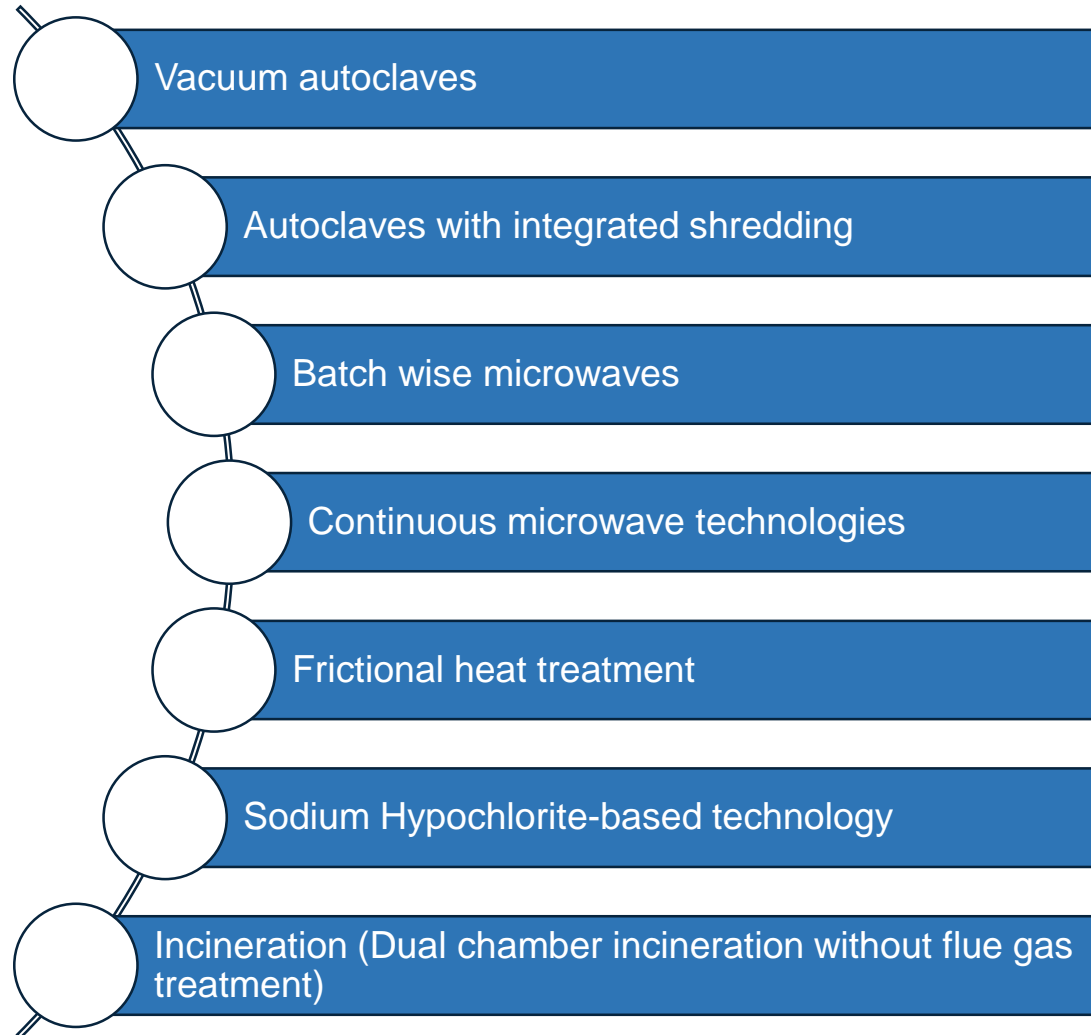 Vacuum autoclaves
Autoclaves with integrated shredding
Batch wise microwaves
Continuous microwave technologies
Frictional heat treatment
Sodium Hypochlorite-based technology
Incineration (Dual chamber incineration without flue gas
treatment)